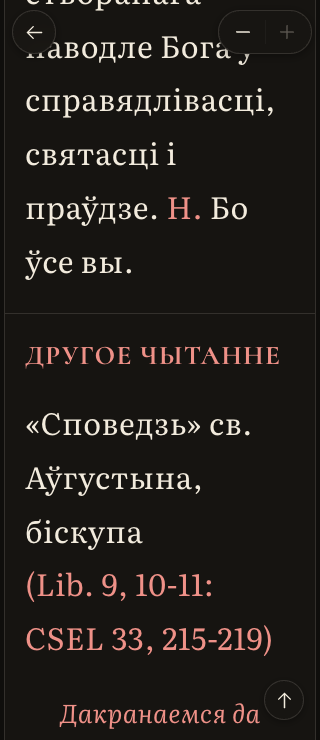 наводле Бога ў
справядлівасці,
святасці і
праўдзе. Н. Бо
ўсе вы.
ДРУГОЕ ЧЫТАННЕ
«Споведзь» св.
Аўгустына,
біскупа
(Lib. 9, 10-11:
CSEL 33, 215-219)
Дакранаемся да